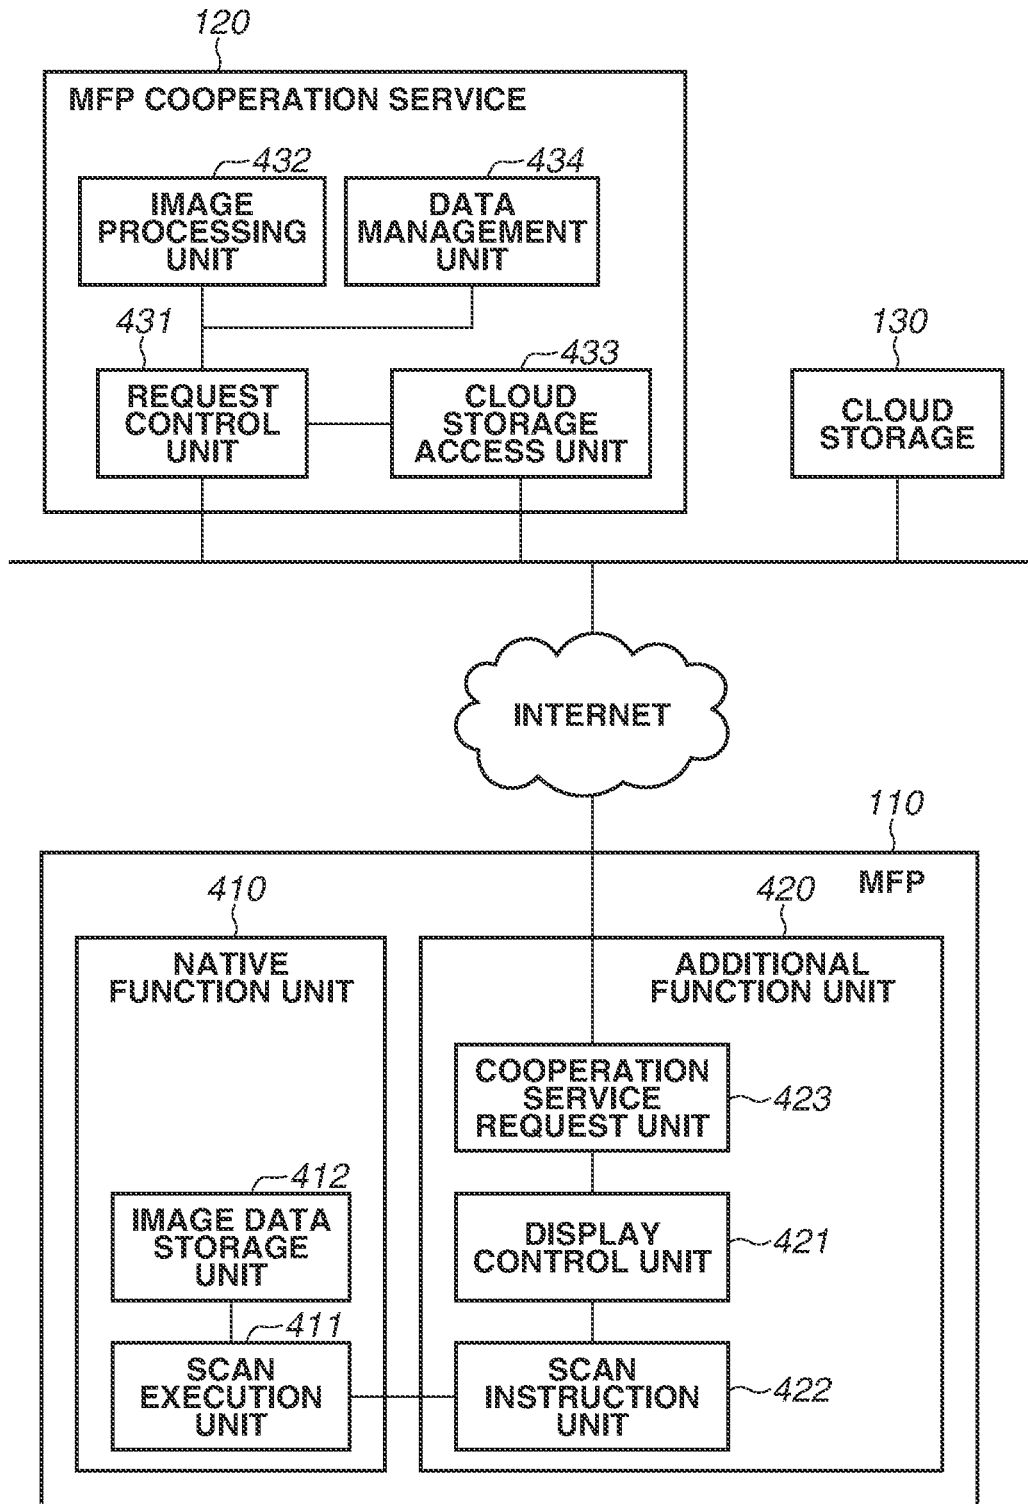 120
MFP COOPERATION SERVICE
432
IMAGE
PROCESSING
UNIT
434
DATA
MANAGEMENT
UNIT
431
REQUEST
CONTROL
UNIT
433
CLOUD
STORAGE
ACCESS UNIT
130
CLOUD
STORAGE
INTERNET
110
MFP
410
NATIVE
FUNCTION UNIT
420
ADDITIONAL
FUNCTION UNIT
COOPERATION
SERVICE
REQUEST UNIT
423
412
IMAGE DATA
STORAGE
UNIT
DISPLAY
CONTROL UNIT
421
411
SCAN
EXECUTION
UNIT
SCAN
INSTRUCTION
UNIT
422